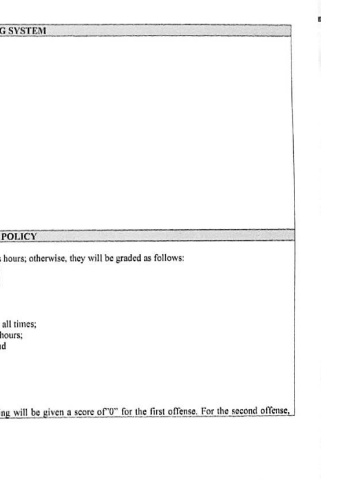 G SYSTEM
POLICY
hours; otherwise, they will be graded as follows:
all times;
hours;
nd
ng will be given a score of"0" for the first offense. For the second offense,